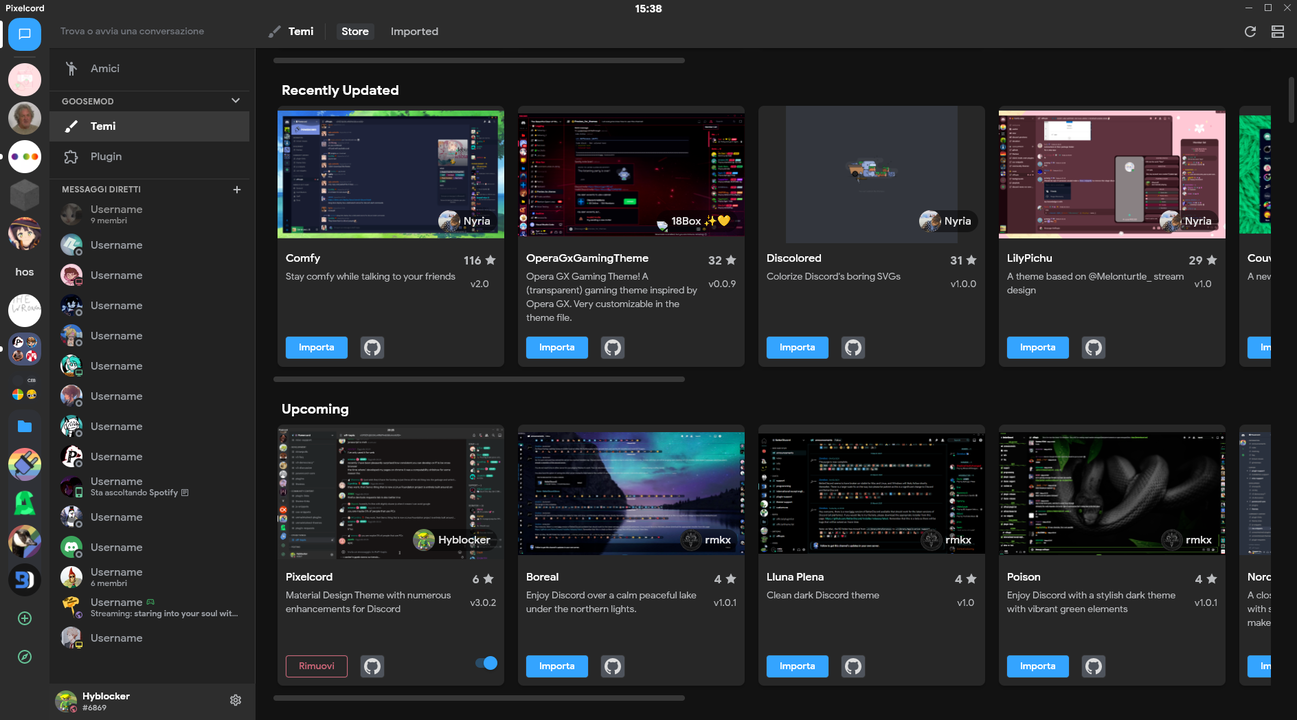 Pixelcord
15:38
Trova o avvia una conversazione
Temi
Store
Imported
Amici
GOOSEMOD
Temi
Plugin
MESSAGGI DIRETTI
Username
9 membri
Username
Username
Username
Username
Username
Username
Username
Username
Username
Sta ascoltando Spotify
Username
Username
Username
6 membri
Username
Streaming: staring into your soul wit...
Username
Hyblocker
#6869
hos
THE
WRONG
Recently Updated
Nyria
Comfy
116
Stay comfy while talking to your friends
v2.0
Importa
18Box ✨💛
OperaGxGamingTheme
32
Opera GX Gaming Theme! A
(transparent) gaming theme inspired by
Opera GX. Very customizable in the
theme file.
v0.0.9
Importa
Nyria
Discolored
31
Colorize Discord's boring SVGs
v1.0.0
Importa
Nyria
LilyPichu
29
A theme based on @Melonturtle_ stream
design
v1.0
Importa
Couv
A new
Im
Upcoming
Hyblocker
Pixelcord
6
Material Design Theme with numerous
enhancements for Discord
v3.0.2
Rimuovi
rmkx
Boreal
4
Enjoy Discord over a calm peaceful lake
under the northern lights.
v1.0.1
Importa
rmkx
Lluna Plena
4
Clean dark Discord theme
v1.0
Importa
rmkx
Poison
4
Enjoy Discord with a stylish dark theme
with vibrant green elements
v1.0.1
Importa
Nord
A clos
with s
make
Im